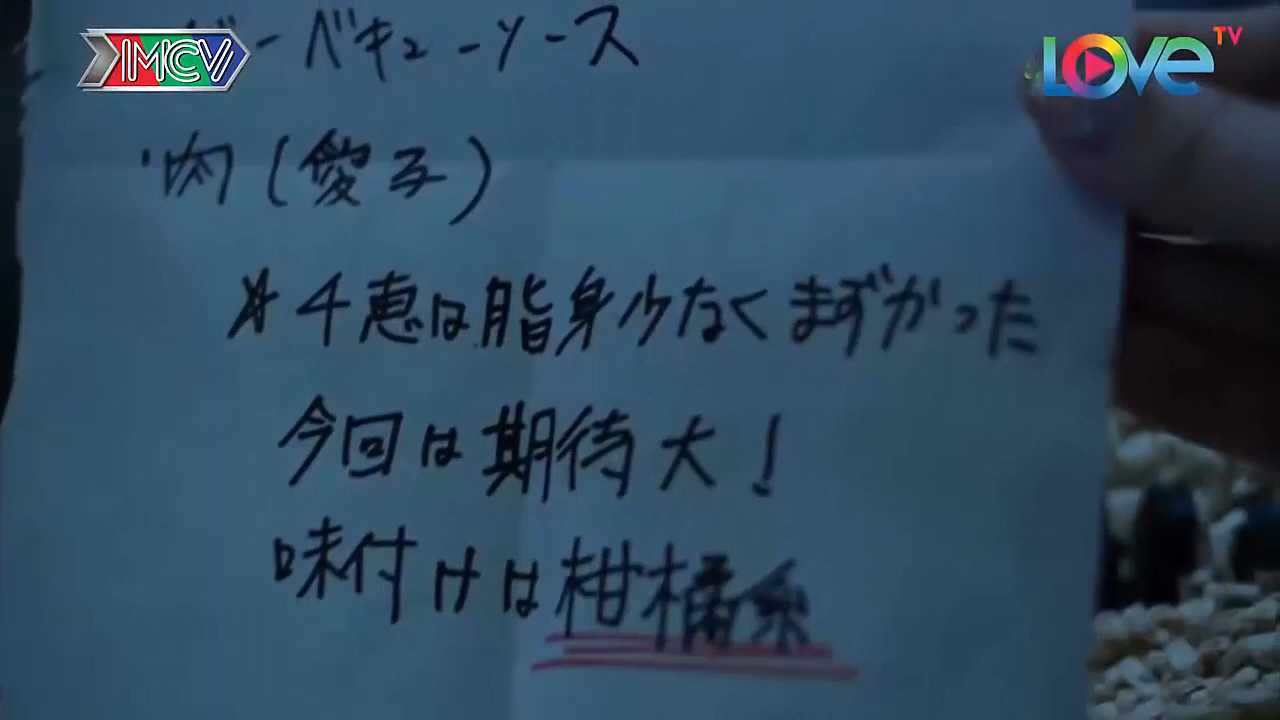 MCV
LOVE TV
バーベキューソース
・肉(愛子)
※千恵は脂身少なくまずかった
今回は期待大!
味付けは柑橘系